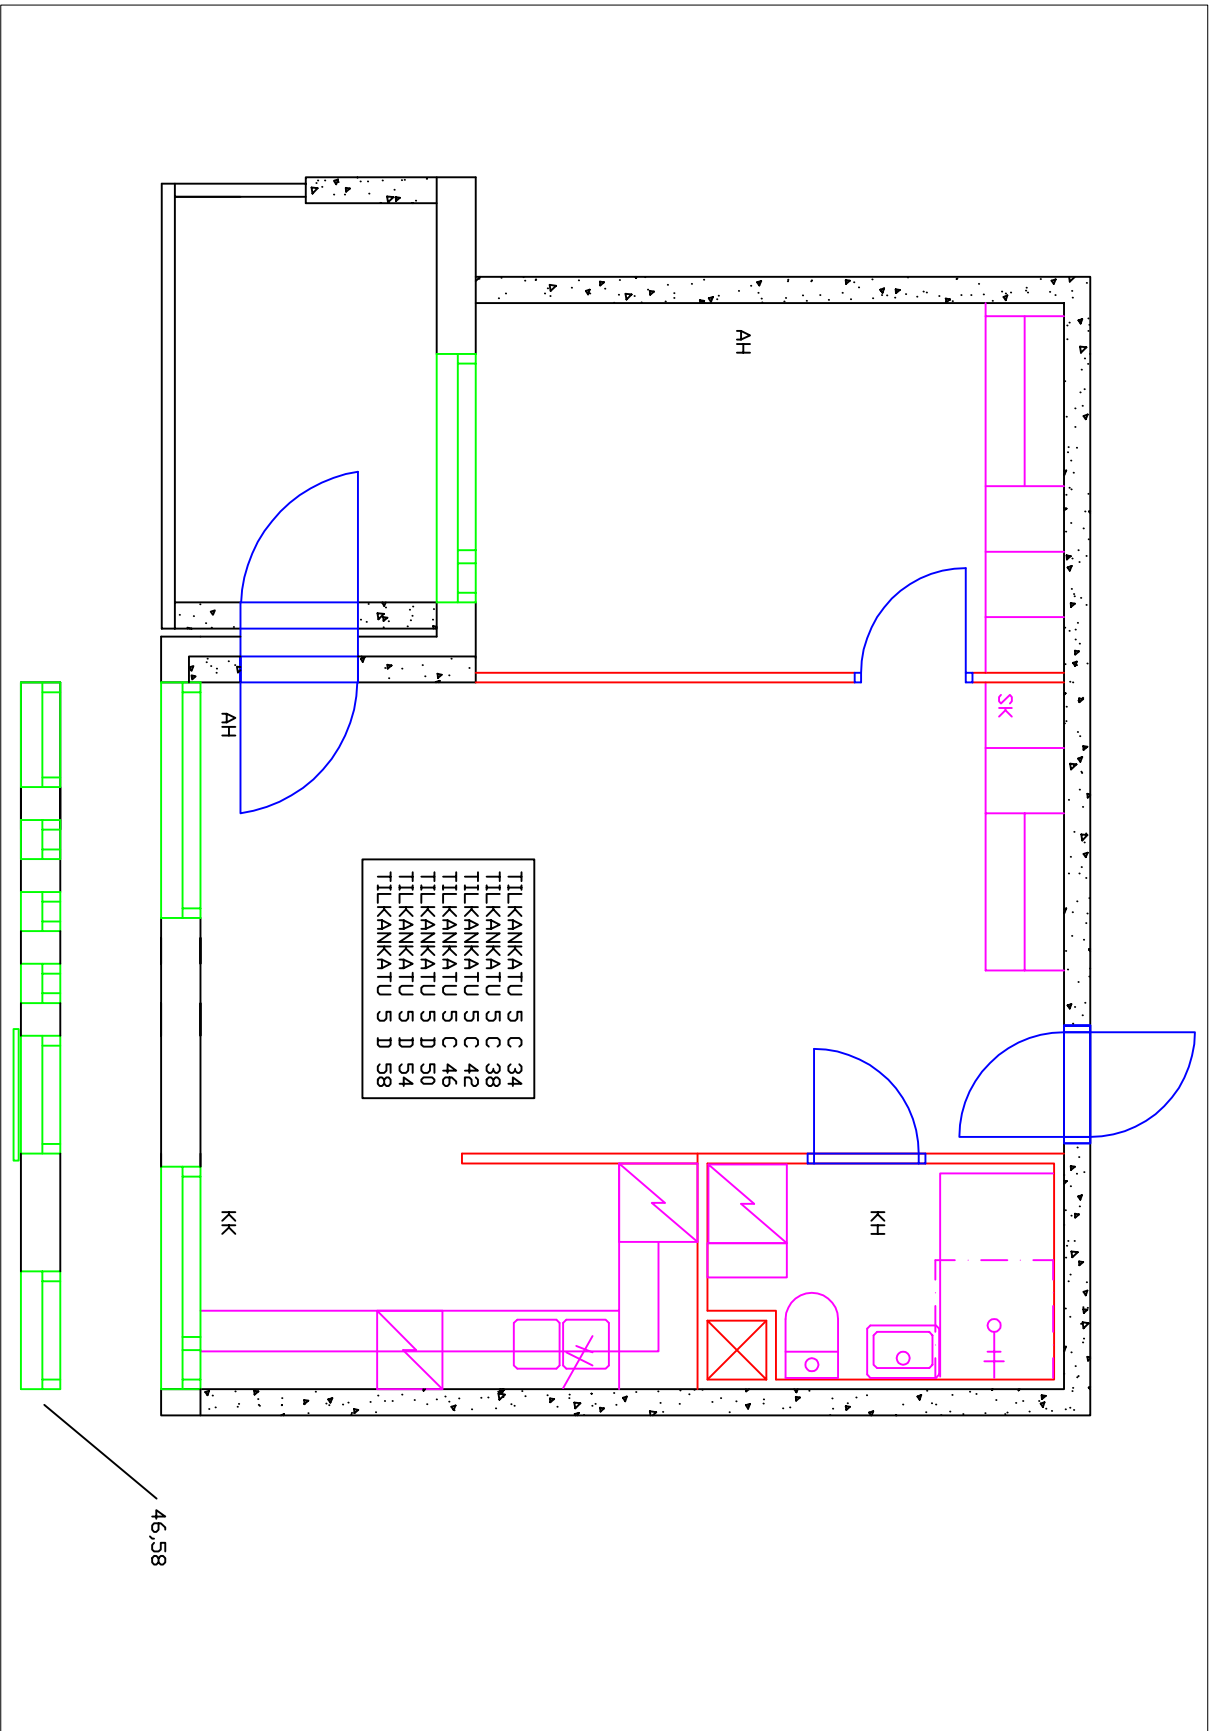 AH
SK
TILKANKATU 5 C 34
TILKANKATU 5 C 38
TILKANKATU 5 C 42
TILKANKATU 5 C 46
TILKANKATU 5 D 50
TILKANKATU 5 D 54
TILKANKATU 5 D 58
KH
AH
KK
46,58